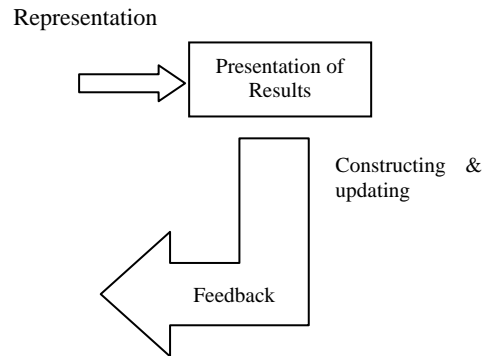 Representation
Presentation of
Results
Constructing &
updating
Feedback